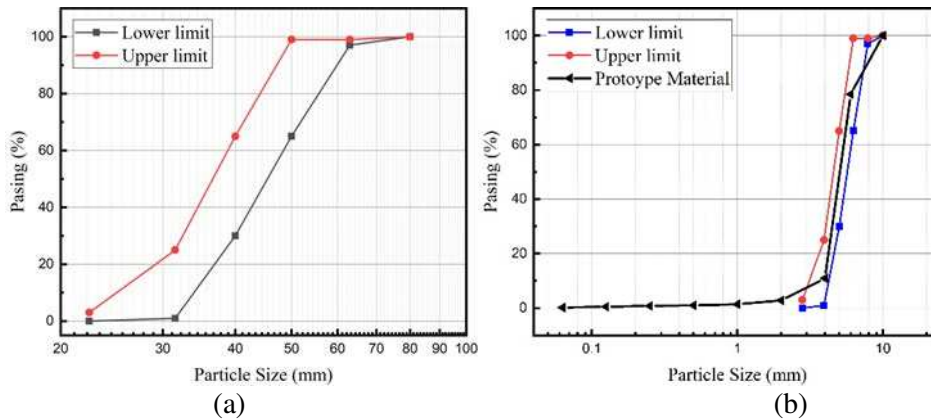 Lower limit
Upper limit
100
80
60
40
20
0
Pasing (%)
20
30
40
50
60
70
80
90
100
Particle Size (mm)
(a)
Lower limit
Upper limit
Protoype Material
100
80
60
40
20
0
Pasing (%)
0.1
1
10
Particle Size (mm)
(b)